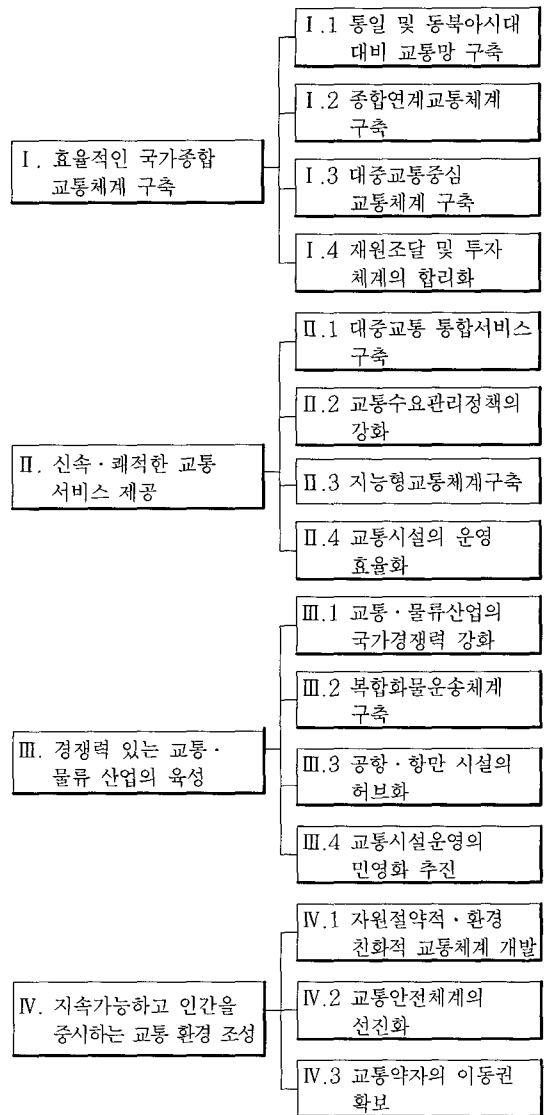 Ⅰ. 효율적인 국가종합
교통체계 구축
Ⅰ.1 통일 및 동북아시대
대비 교통망 구축
Ⅰ.2 종합연계교통체계
구축
Ⅰ.3 대중교통중심
교통체계 구축
Ⅰ.4 재원조달 및 투자
체계의 합리화
Ⅱ. 신속·쾌적한 교통
서비스 제공
Ⅱ.1 대중교통 통합서비스
구축
Ⅱ.2 교통수요관리정책의
강화
Ⅱ.3 지능형교통체계구축
Ⅱ.4 교통시설의 운영
효율화
Ⅲ. 경쟁력 있는 교통·
물류 산업의 육성
Ⅲ.1 교통·물류산업의
국가경쟁력 강화
Ⅲ.2 복합화물운송체계
구축
Ⅲ.3 공항·항만 시설의
허브화
Ⅲ.4 교통시설운영의
민영화 추진
Ⅳ. 지속가능하고 인간을
중시하는 교통 환경 조성
Ⅳ.1 자원절약적·환경
친화적 교통체계 개발
Ⅳ.2 교통안전체계의
선진화
Ⅳ.3 교통약자의 이동권
확보